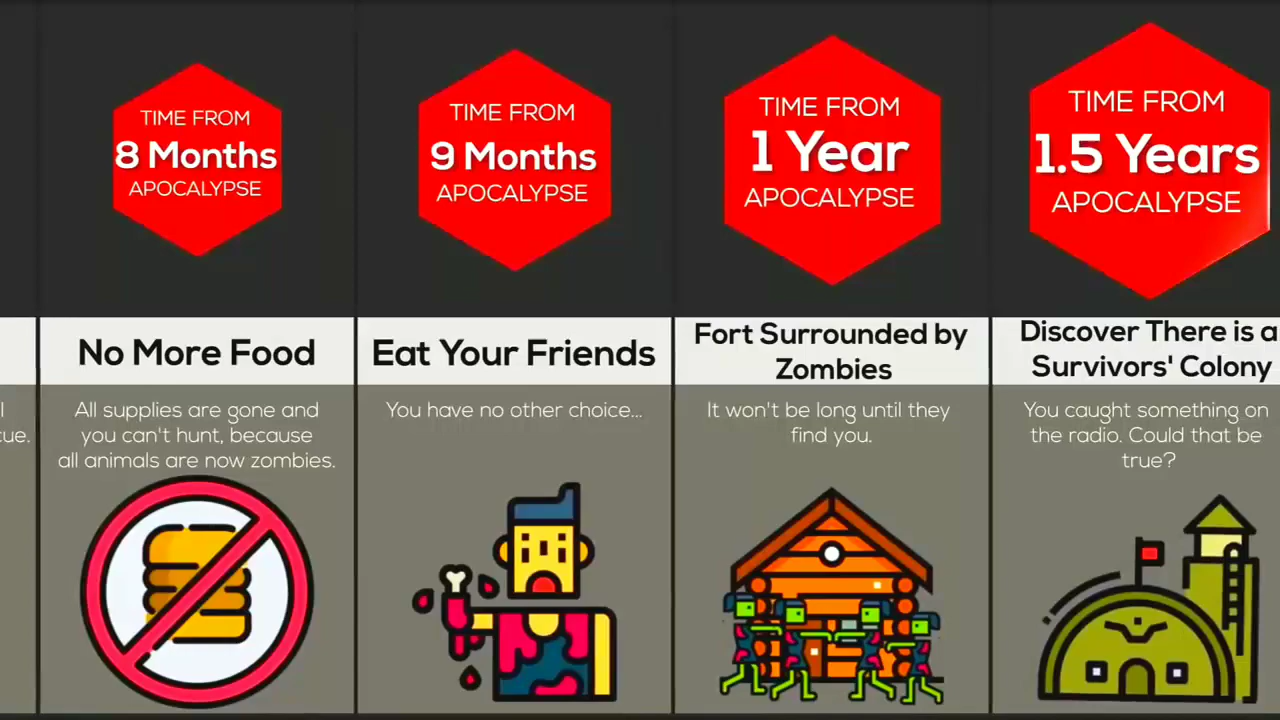 TIME FROM
8 Months
APOCALYPSE
TIME FROM
9 Months
APOCALYPSE
TIME FROM
1 Year
APOCALYPSE
TIME FROM
1.5 Years
APOCALYPSE
No More Food
Eat Your Friends
Fort Surrounded by
Zombies
Discover There is a
Survivors' Colony
All supplies are gone and
you can't hunt, because
all animals are now zombies.
You have no other choice...
It won't be long until they
find you.
You caught something on
the radio. Could that be
true?